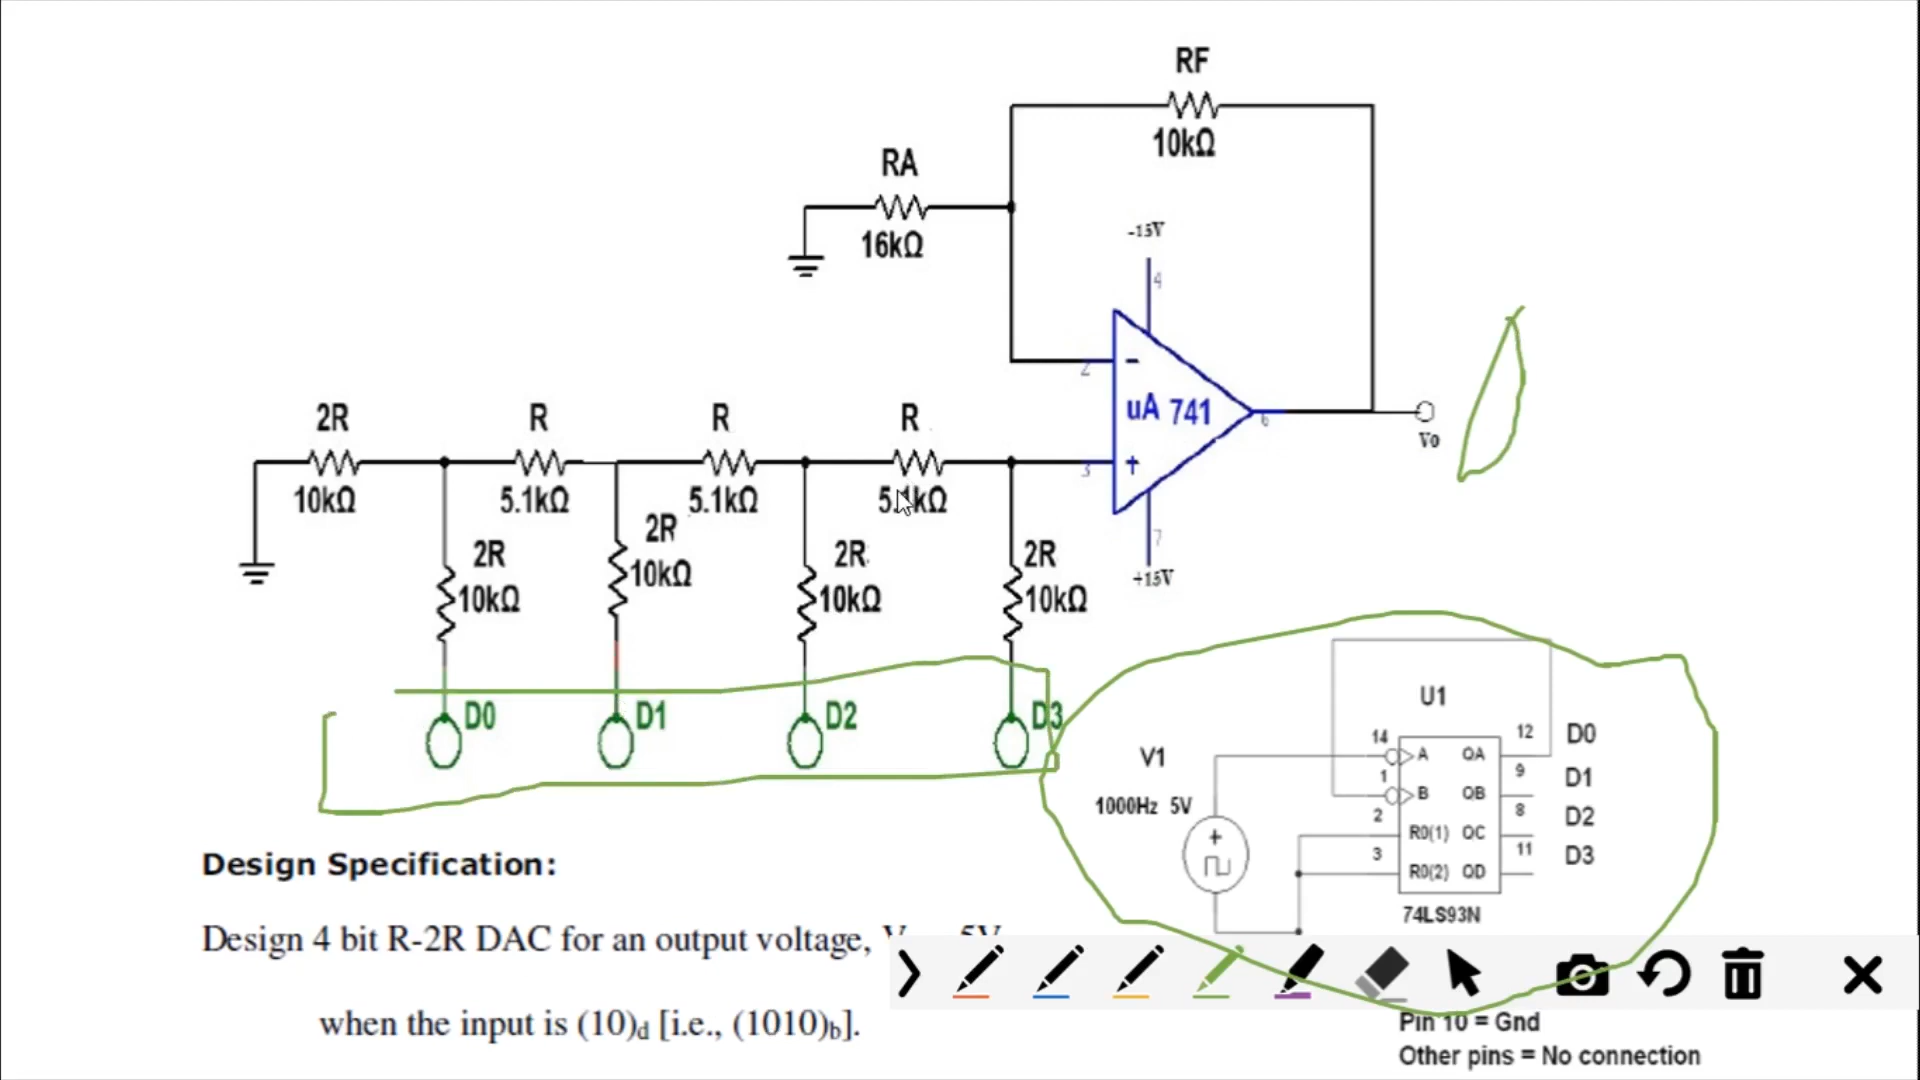 RF
10kΩ
RA
16kΩ
-15V
4
2
uA 741
6
Vo
3
7
+15V
2R
R
R
R
10kΩ
5.1kΩ
5.1kΩ
5.1kΩ
2R
10kΩ
2R
10kΩ
2R
10kΩ
2R
10kΩ
D0
D1
D2
D3
U1
V1
1000Hz 5V
14
1
2
3
A
B
R0(1)
R0(2)
QA
QB
QC
QD
12
9
8
11
D0
D1
D2
D3
74LS93N
Design Specification:
Design 4 bit R-2R DAC for an output voltage, 5V
when the input is (10)d [i.e., (1010)b].
Pin 10 = Gnd
Other pins = No connection